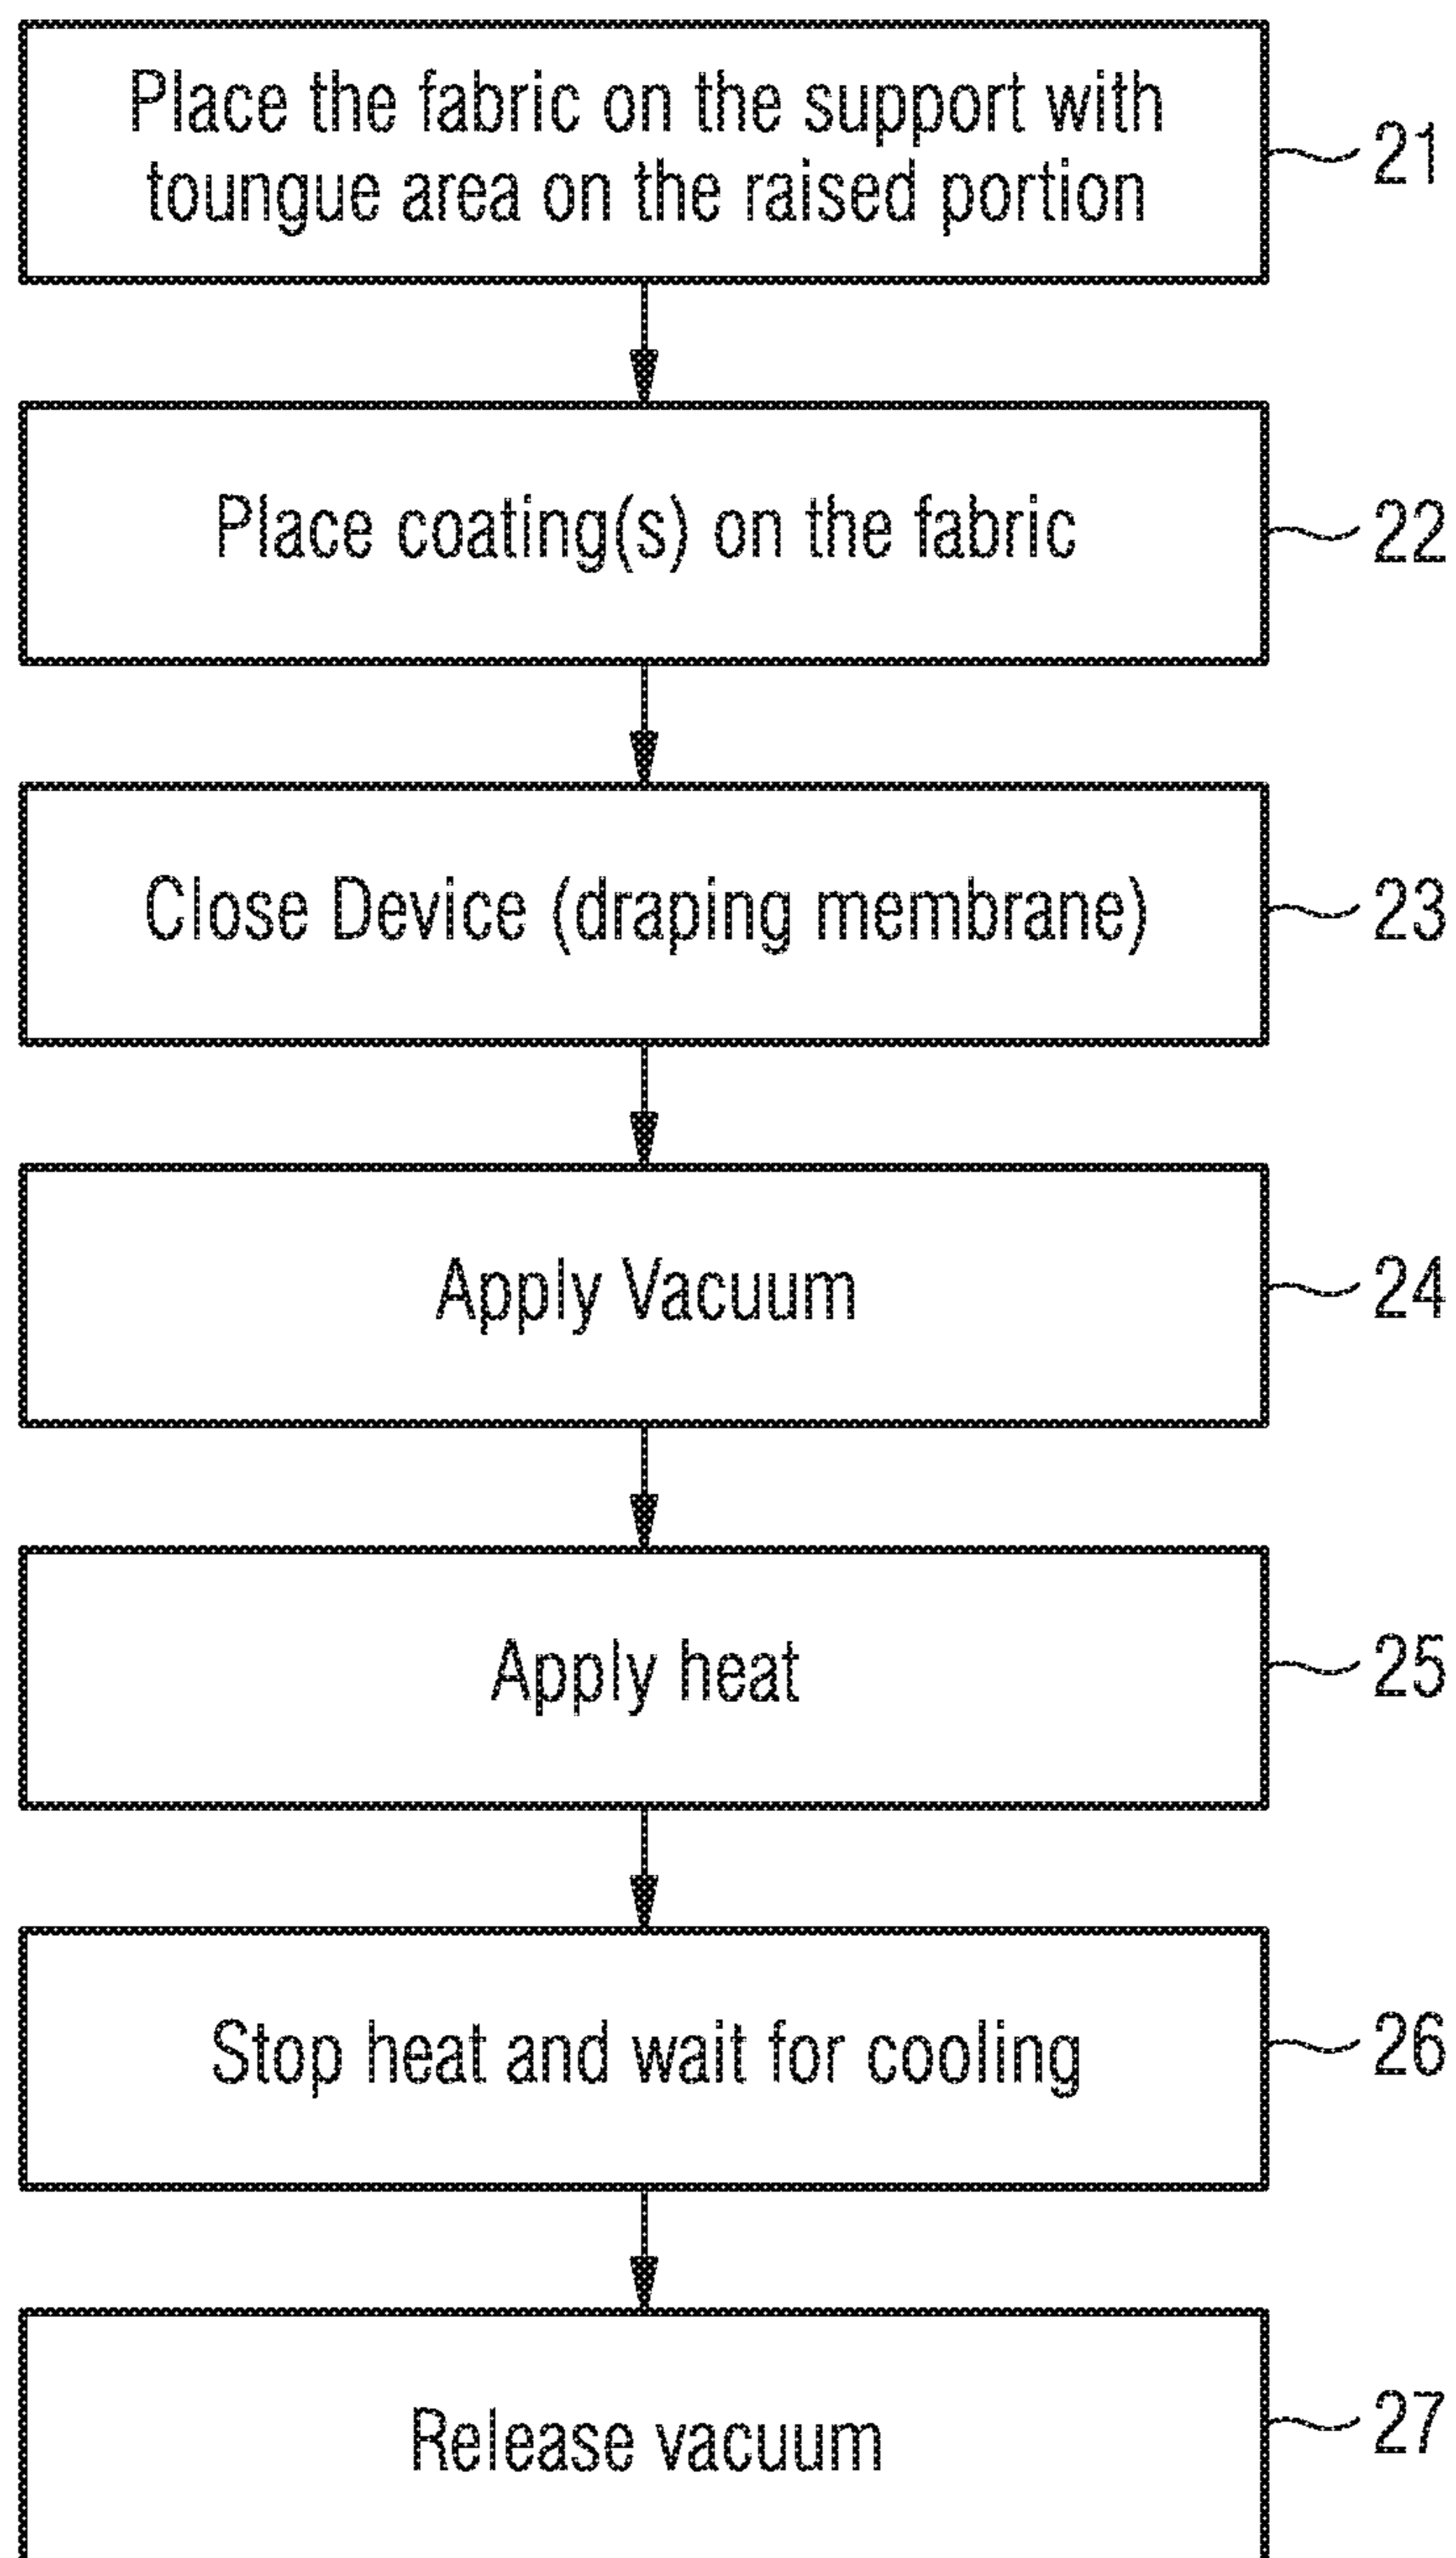 Place the fabric on the support with
toungue area on the raised portion
21
Place coating(s) on the fabric
22
Close Device (draping membrane)
23
Apply Vacuum
24
Apply heat
25
Stop heat and wait for cooling
26
Release vacuum
27